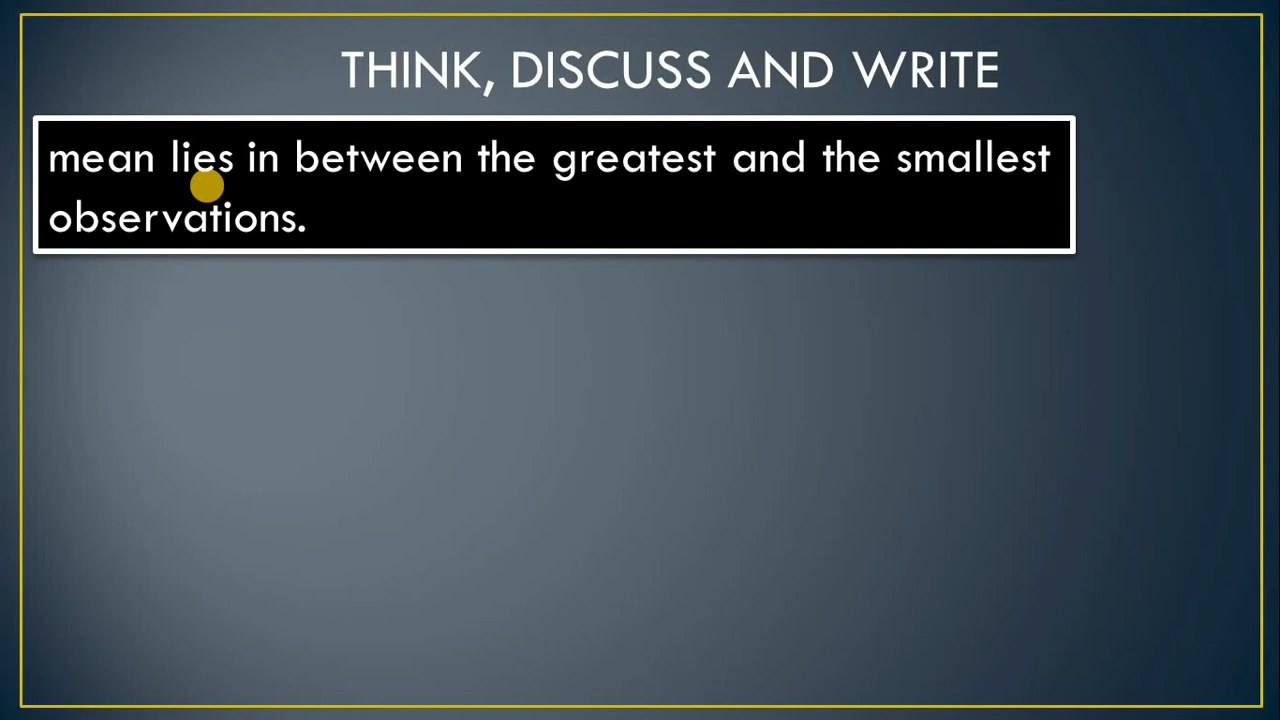 THINK, DISCUSS AND WRITE
mean lies in between the greatest and the smallest
observations.